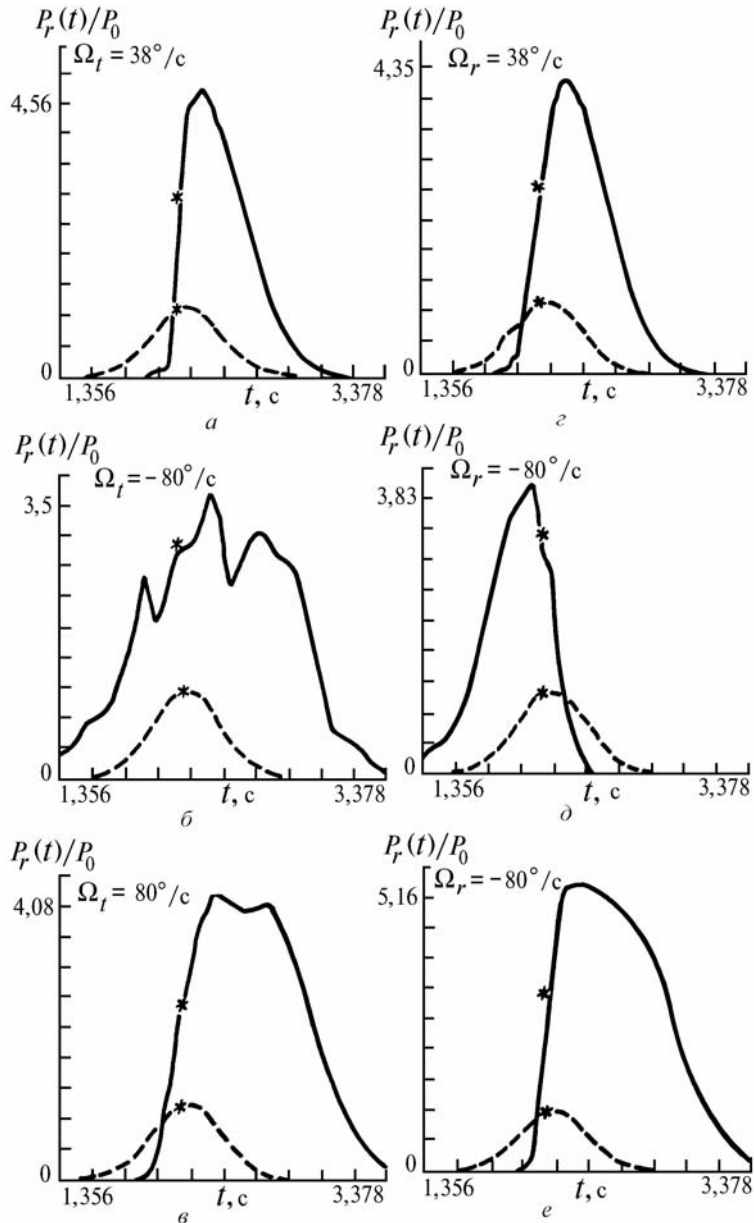 P_r(t)/P_0
Ω_t = 38°/c
4,56
0
1,356
t, c
3,378
а
P_r(t)/P_0
Ω_r = 38°/c
4,35
0
1,356
t, c
3,378
г
P_r(t)/P_0
Ω_t = −80°/c
3,5
0
1,356
t, c
3,378
б
P_r(t)/P_0
Ω_r = −80°/c
3,83
0
1,356
t, c
3,378
д
P_r(t)/P_0
Ω_t = 80°/c
4,08
0
1,356
t, c
3,378
в
P_r(t)/P_0
Ω_r = −80°/c
5,16
0
1,356
t, c
3,378
е